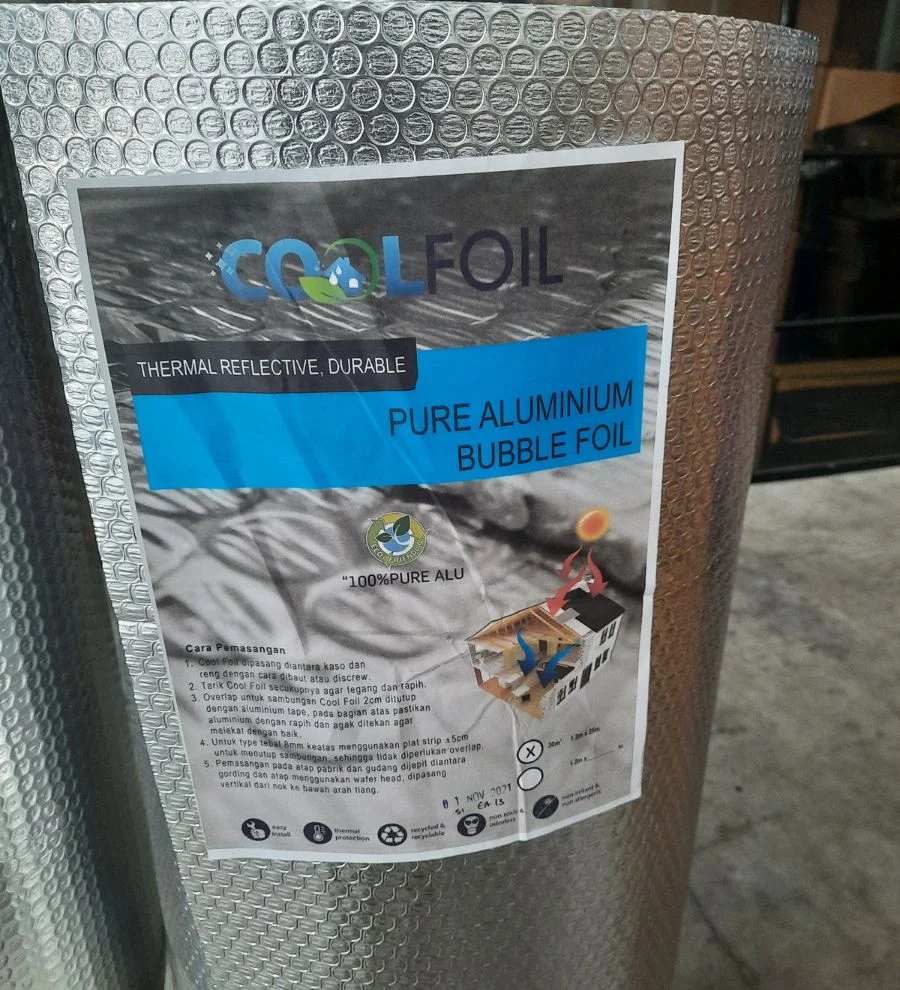 COOLFOIL
THERMAL REFLECTIVE, DURABLE
PURE ALUMINIUM
BUBBLE FOIL
ECO FRIENDLY
"100%PURE ALU
Cara Pemasangan
1. Cool Foil dipasang diantara kaso dan
reng dengan cara dibaut atau discrew.
2. Tarik Cool Foil secukupnya agar tegang dan rapih.
3. Overlap untuk sambungan Cool Foil 2cm ditutup
dengan aluminium tape, pada bagian atas pastikan
aluminium dengan rapih dan agak ditekan agar
melekat dengan baik.
4. Untuk type tebal 8mm keatas menggunakan plat strip ±5cm
untuk menutup sambungan, sehingga tidak diperlukan overlap.
5. Pemasangan pada atap pabrik dan gudang dijepit diantara
gording dan atap menggunakan wafer head, dipasang
vertikal dari nok ke bawah arah tiang.
X 30m² 1.2m x 25m
1.2m x ______ m
01 NOV 2021
SI EA 13
easy
install
thermal
protection
recycled &
recyclable
non toxic &
odorless
non irritant &
non allergenic